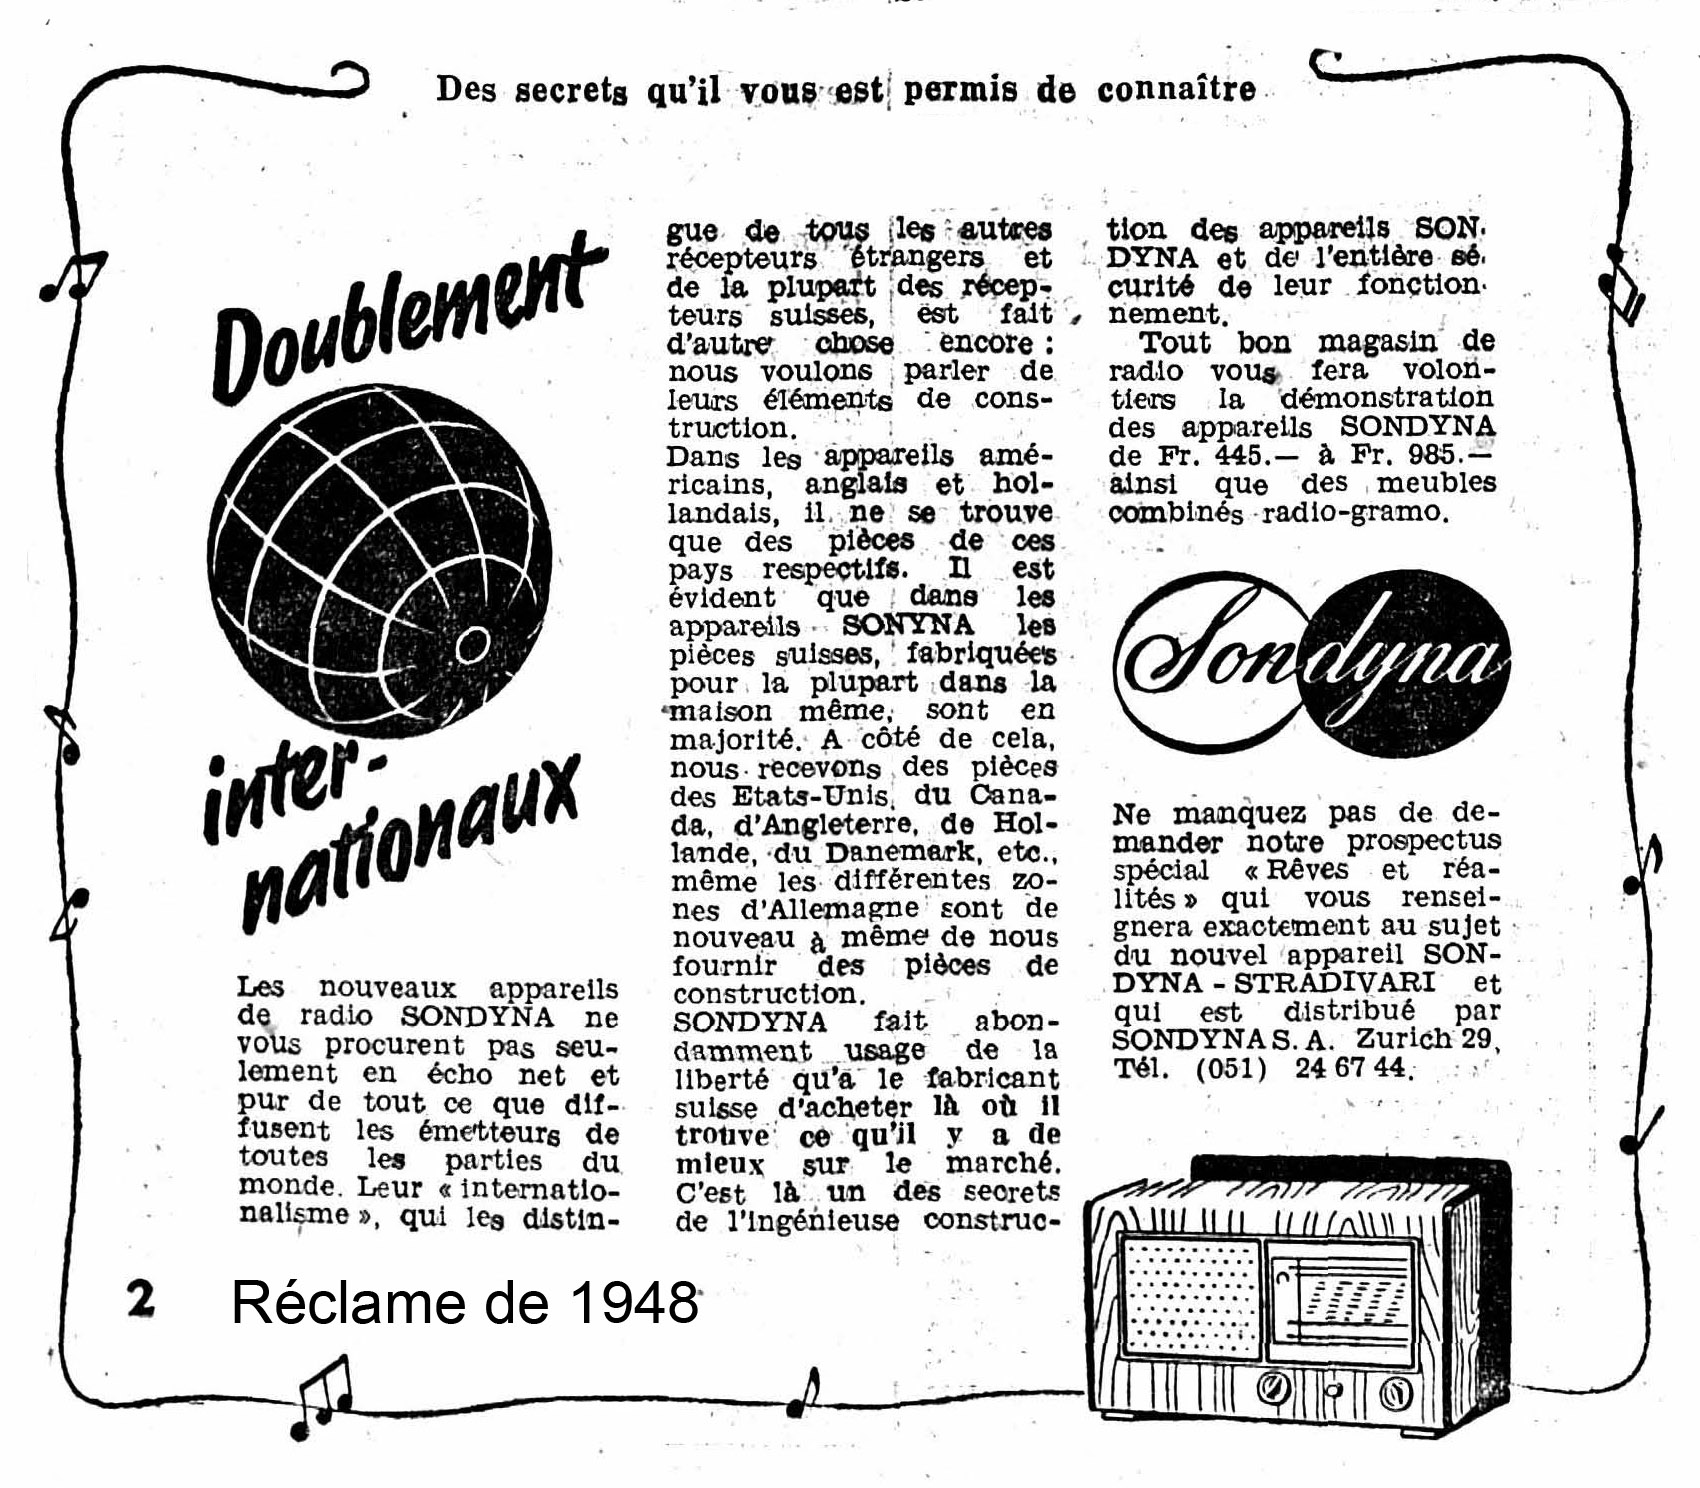 Des secrets qu'il vous est permis de connaître
Doublement
inter-
nationaux
Les nouveaux appareils
de radio SONDYNA ne
vous procurent pas seu-
lement en écho net et
pur de tout ce que dif-
fusent les émetteurs de
toutes les parties du
monde. Leur « internatio-
nalisme », qui les distin-
gue de tous les autres
récepteurs étrangers et
de la plupart des récep-
teurs suisses, est fait
d'autre chose encore :
nous voulons parler de
leurs éléments de cons-
truction.
Dans les appareils amé-
ricains, anglais et hol-
landais, il ne se trouve
que des pièces de ces
pays respectifs. Il est
évident que dans les
appareils SONYNA les
pièces suisses, fabriquées
pour la plupart dans la
maison même, sont en
majorité. A côté de cela,
nous recevons des pièces
des Etats-Unis, du Cana-
da, d'Angleterre, de Hol-
lande, du Danemark, etc.,
même les différentes zo-
nes d'Allemagne sont de
nouveau à même de nous
fournir des pièces de
construction.
SONDYNA fait abon-
damment usage de la
liberté qu'a le fabricant
suisse d'acheter là où il
trouve ce qu'il y a de
mieux sur le marché.
C'est là un des secrets
de l'ingénieuse construc-
tion des appareils SON-
DYNA et de l'entière sé-
curité de leur fonction-
nement.
Tout bon magasin de
radio vous fera volon-
tiers la démonstration
des appareils SONDYNA
de Fr. 445.— à Fr. 985.—
ainsi que des meubles
combinés radio-gramo.
Sondyna
Ne manquez pas de de-
mander notre prospectus
spécial « Rêves et réa-
lités » qui vous rensei-
gnera exactement au sujet
du nouvel appareil SON-
DYNA - STRADIVARI et
qui est distribué par
SONDYNA S. A. Zurich 29,
Tél. (051) 24 67 44.
2
Réclame de 1948